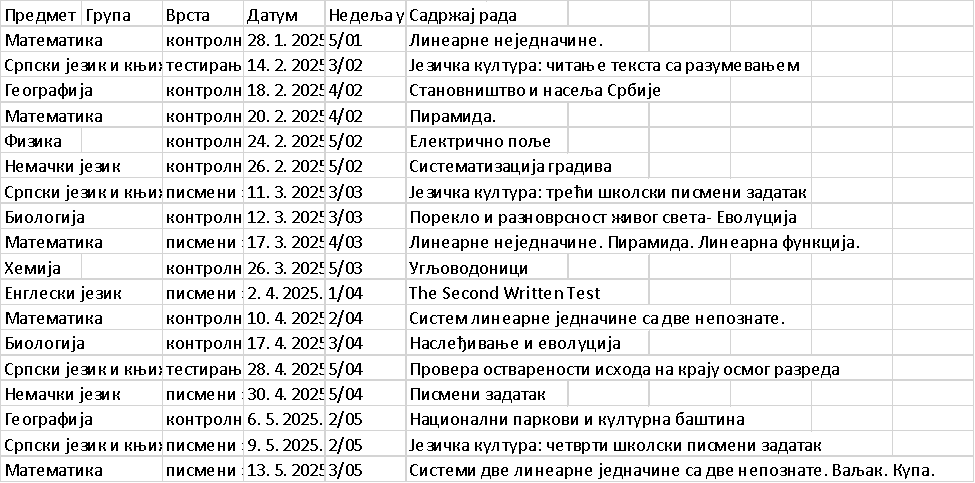 Предмет Група Врста Датум Недеља у Садржај рада
Математика контролн 28. 1. 2025 5/01 Линеарне неједначине.
Српски језик и књиж тестирањ 14. 2. 2025 3/02 Језичка култура: читање текста са разумевањем
Географија контролн 18. 2. 2025 4/02 Становништво и насеља Србије
Математика контролн 20. 2. 2025 4/02 Пирамида.
Физика контролн 24. 2. 2025 5/02 Електрично поље
Немачки језик контролн 26. 2. 2025 5/02 Систематизација градива
Српски језик и књиж писмени 11. 3. 2025 3/03 Језичка култура: трећи школски писмени задатак
Биологија контролн 12. 3. 2025 3/03 Порекло и разноврсност живог света- Еволуција
Математика писмени 17. 3. 2025 4/03 Линеарне неједначине. Пирамида. Линеарна функција.
Хемија контролн 26. 3. 2025 5/03 Угљоводоници
Енглески језик писмени 2. 4. 2025. 1/04 The Second Written Test
Математика контролн 10. 4. 2025 2/04 Систем линеарне једначине са две непознате.
Биологија контролн 17. 4. 2025 3/04 Наслеђивање и еволуција
Српски језик и књиж тестирањ 28. 4. 2025 5/04 Провера остварености исхода на крају осмог разреда
Немачки језик писмени 30. 4. 2025 5/04 Писмени задатак
Географија контролн 6. 5. 2025. 2/05 Национални паркови и културна баштина
Српски језик и књиж писмени 9. 5. 2025. 2/05 Језичка култура: четврти школски писмени задатак
Математика писмени 13. 5. 2025 3/05 Системи две линеарне једначине са две непознате. Ваљак. Купа.